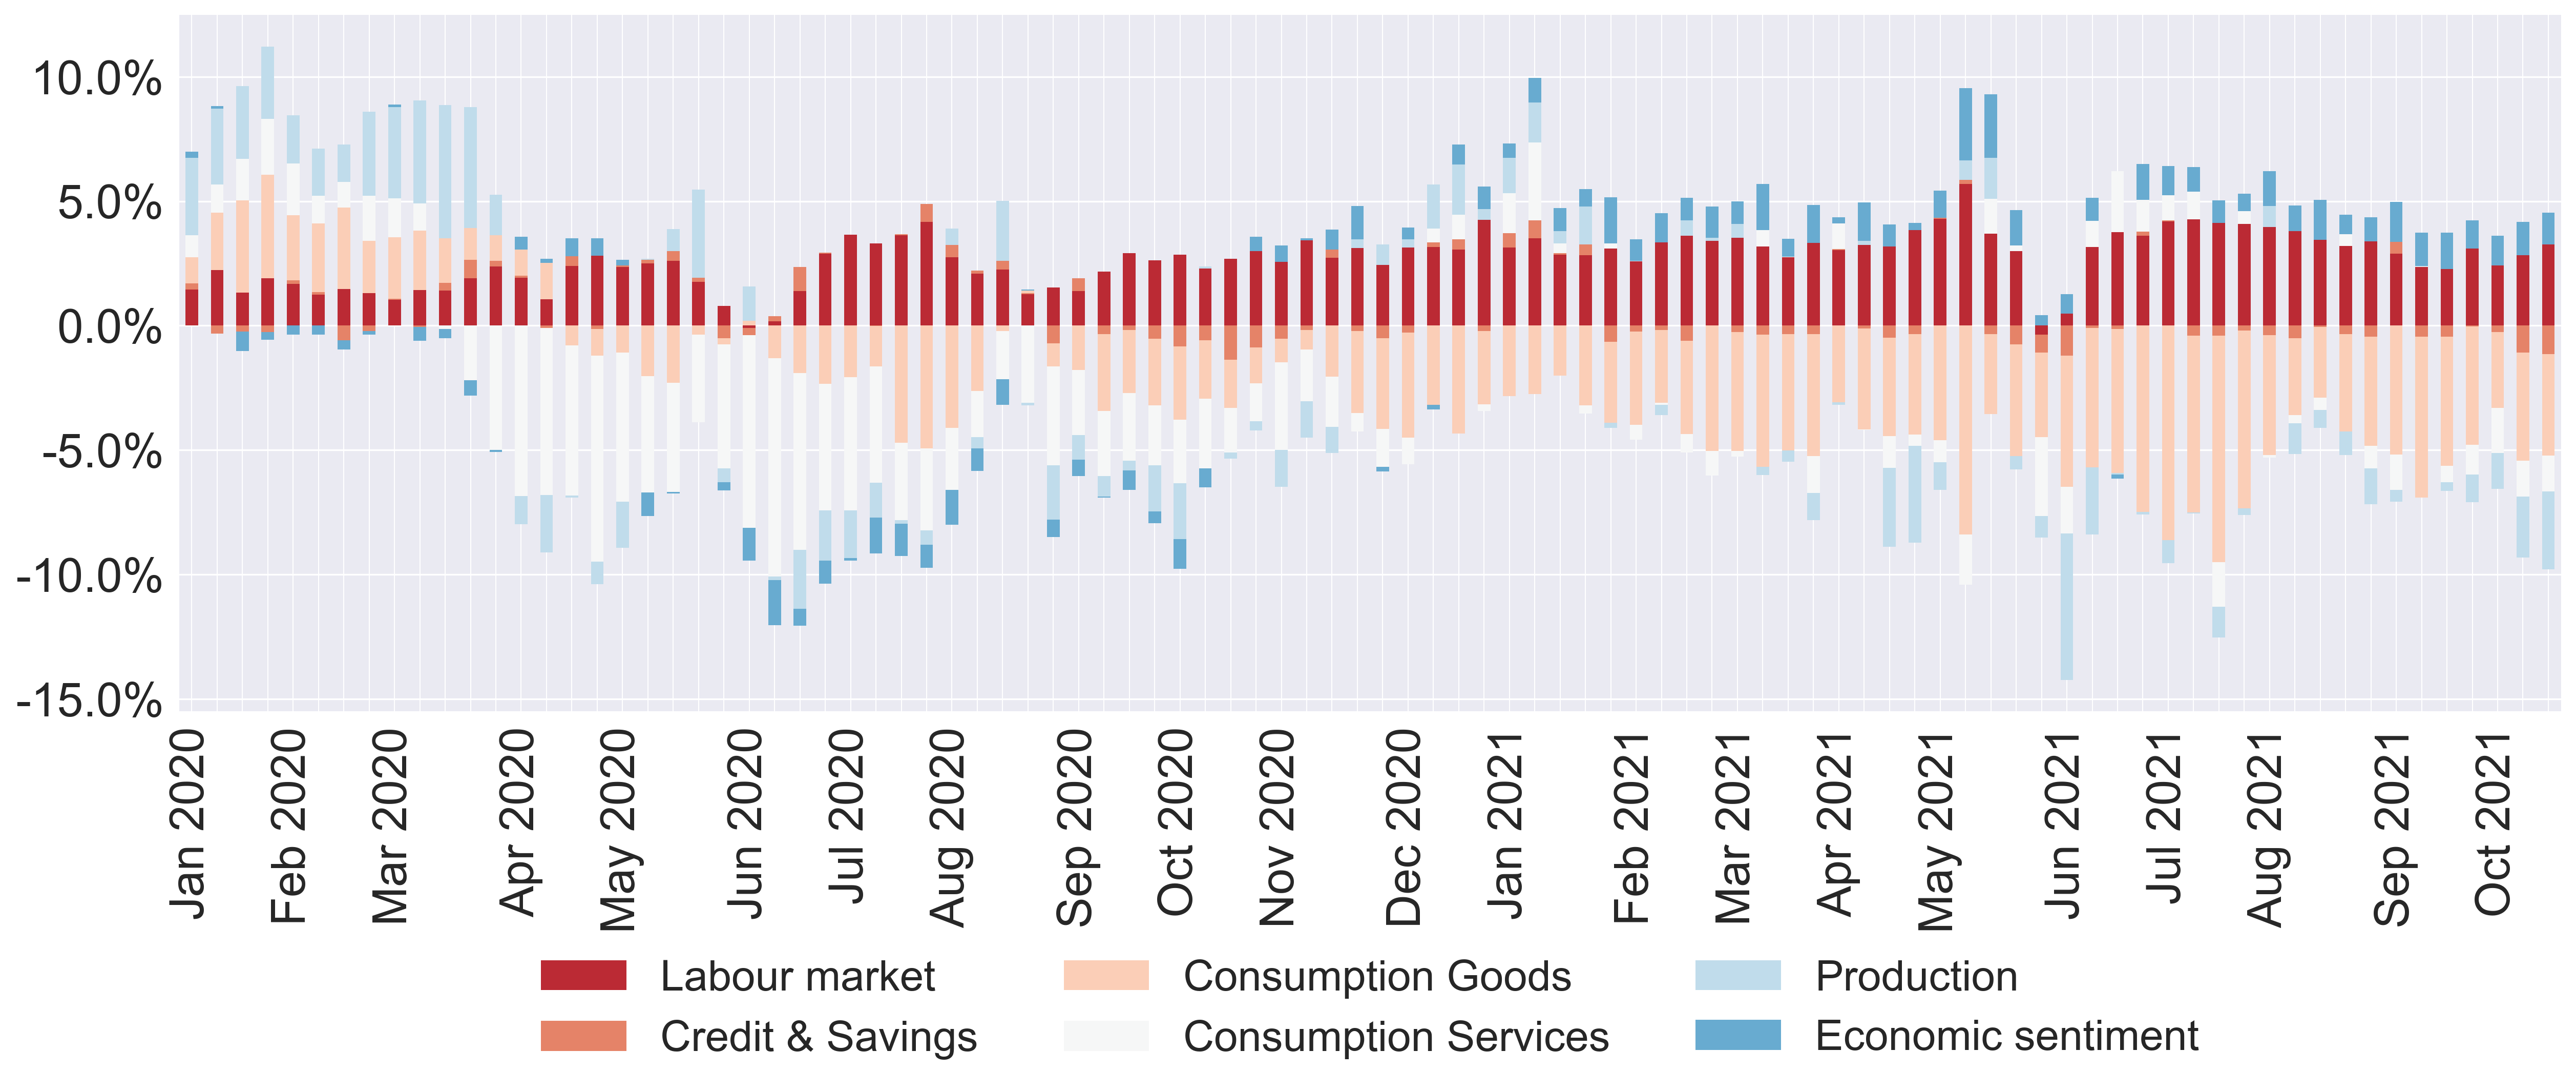 10.0%
5.0%
0.0%
-5.0%
-10.0%
-15.0%
Jan 2020
Feb 2020
Mar 2020
Apr 2020
May 2020
Jun 2020
Jul 2020
Aug 2020
Sep 2020
Oct 2020
Nov 2020
Dec 2020
Jan 2021
Feb 2021
Mar 2021
Apr 2021
May 2021
Jun 2021
Jul 2021
Aug 2021
Sep 2021
Oct 2021
Labour market
Consumption Goods
Production
Credit & Savings
Consumption Services
Economic sentiment